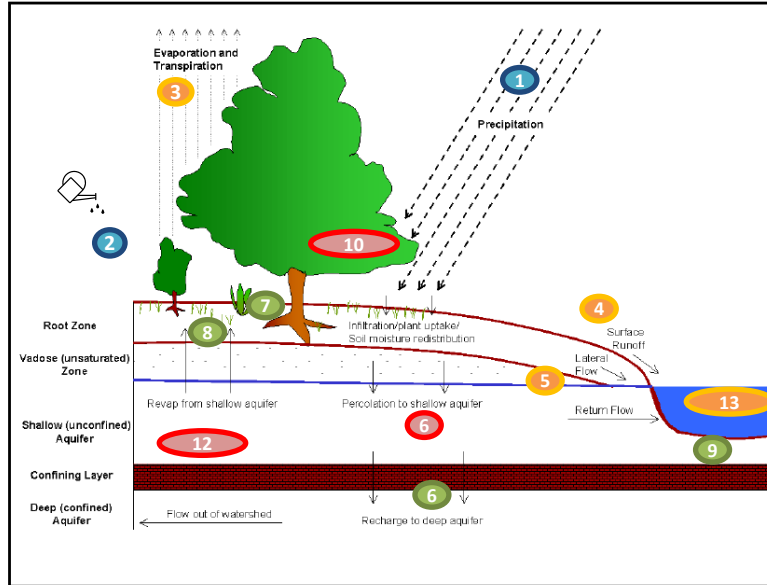 Evaporation and
Transpiration
3
1
Precipitation
2
10
4
7
Root Zone
8
Infiltration/plant uptake/
Soil moisture redistribution
Surface
Runoff
Vadose (unsaturated)
Zone
Lateral
Flow
5
Revap from shallow aquifer
Percolation to shallow aquifer
13
Shallow (unconfined)
Aquifer
6
Return Flow
12
9
Confining Layer
6
Deep (confined)
Aquifer
Flow out of watershed
Recharge to deep aquifer